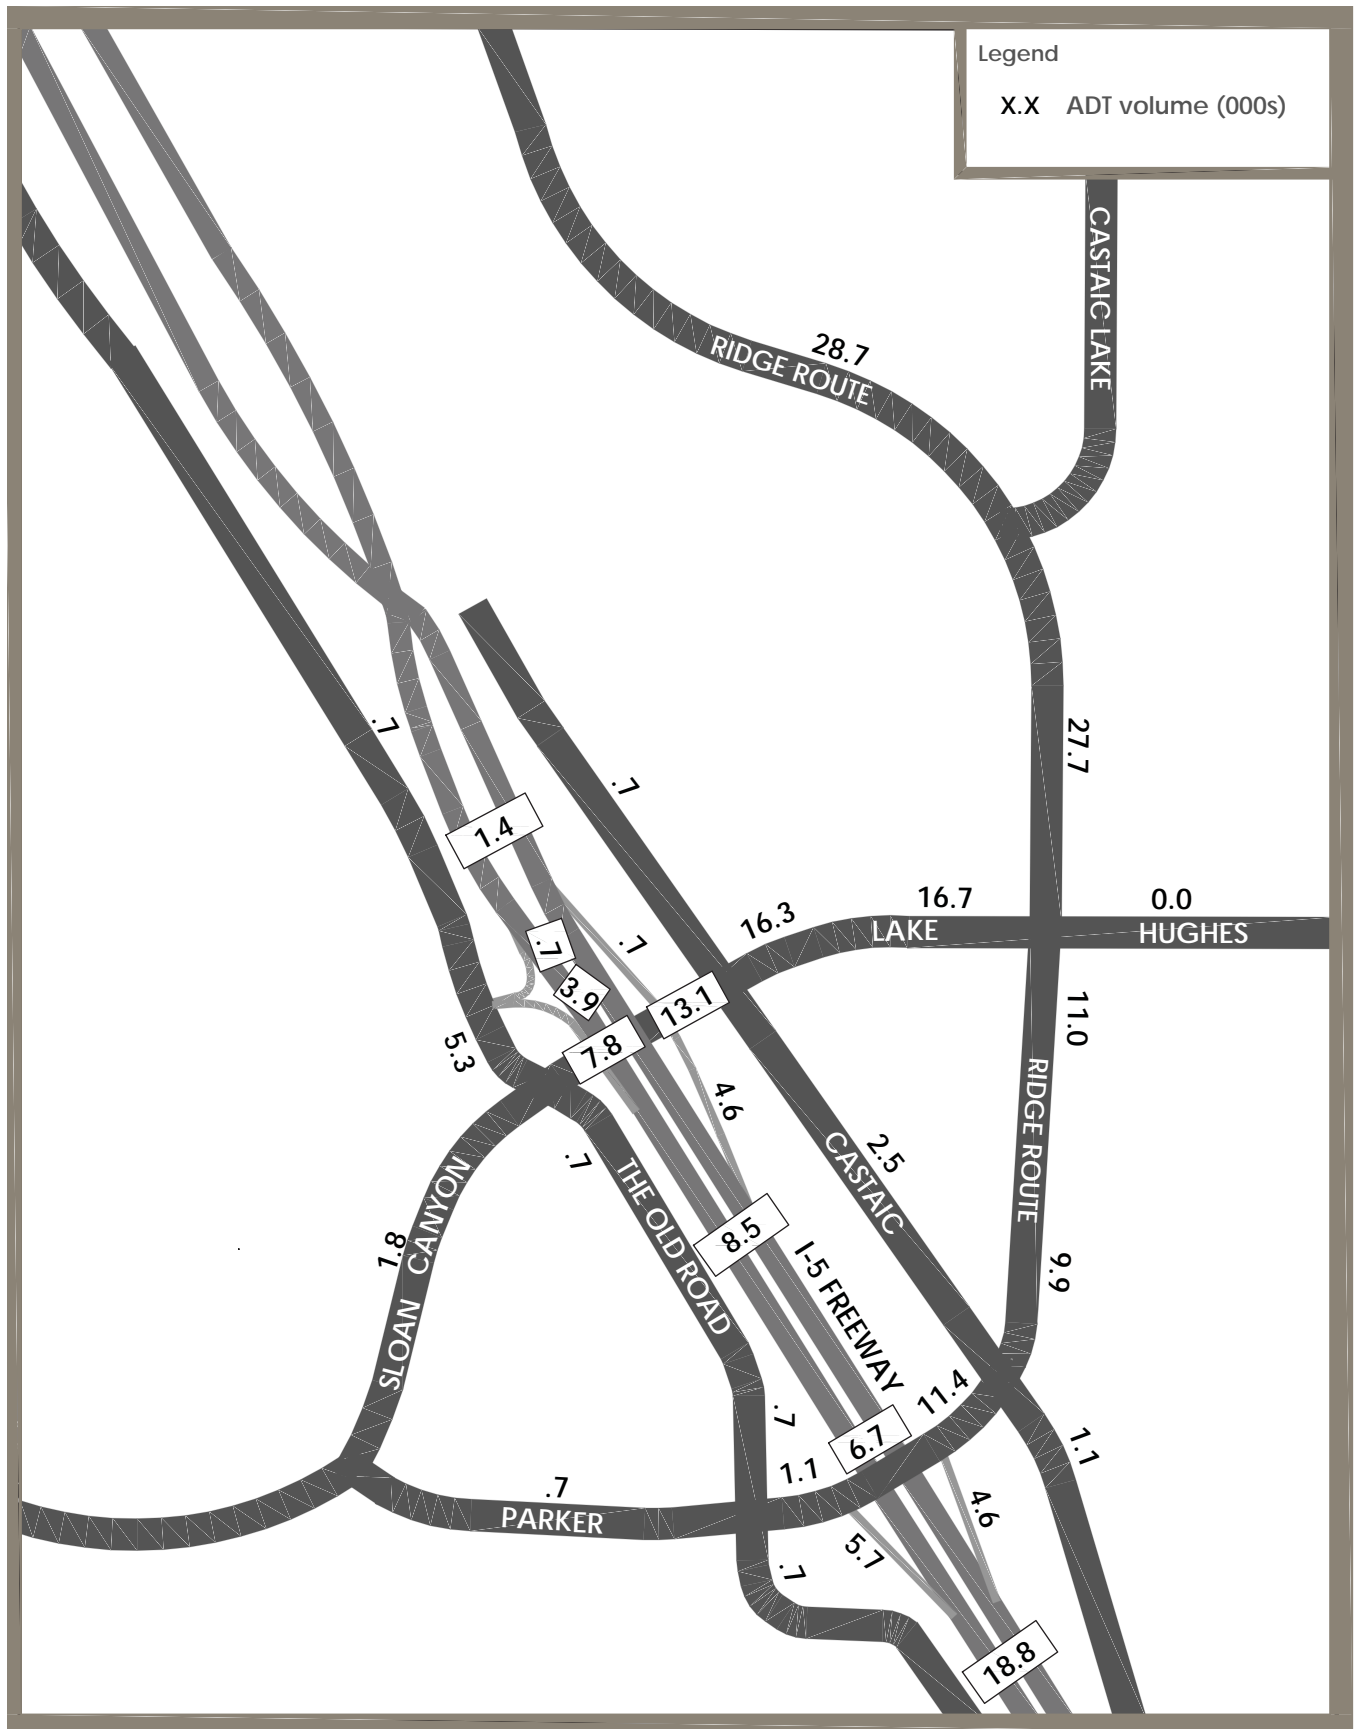 Legend
X.X ADT volume (000s)
CASTAIC LAKE
28.7
RIDGE ROUTE
.7
27.7
.7
1.4
16.7
0.0
16.3
LAKE
HUGHES
.7
.7
3.9
13.1
11.0
5.3
7.8
4.6
RIDGE ROUTE
2.5
.7
CASTAIC
THE OLD ROAD
SLOAN CANYON
1.8
8.5
I-5 FREEWAY
9.9
11.4
.7
6.7
1.1
1.1
.7
PARKER
4.6
5.7
.7
18.8